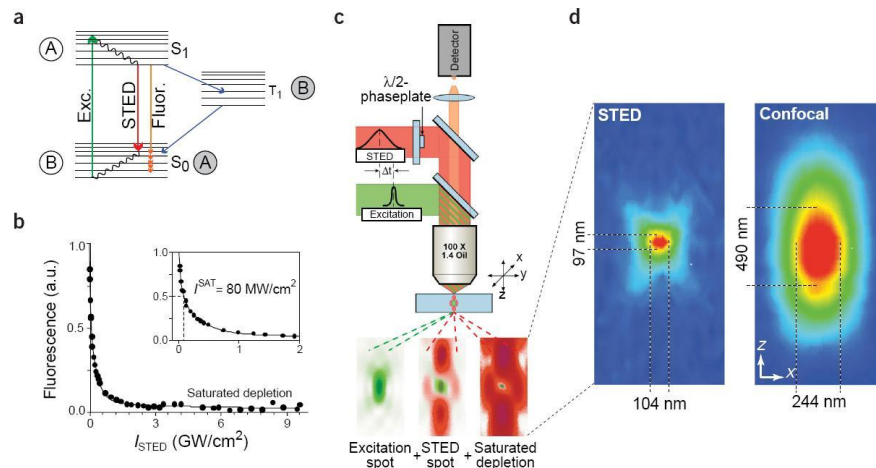 a
A
S1
Exc.
STED
Fluor.
T1
B
B
S0
A
b
Fluorescence (a.u.)
1.0
0.5
0.0
0
3
6
9
ISTED (GW/cm²)
Saturated depletion
1.0
0.5
0.0
0
1
2
ISAT = 80 MW/cm²
c
Detector
λ/2-
phaseplate
STED
Δt
Excitation
100 X
1.4 Oil
x
y
z
Excitation + STED + Saturated
spot spot depletion
d
STED
97 nm
104 nm
Confocal
490 nm
z
x
244 nm